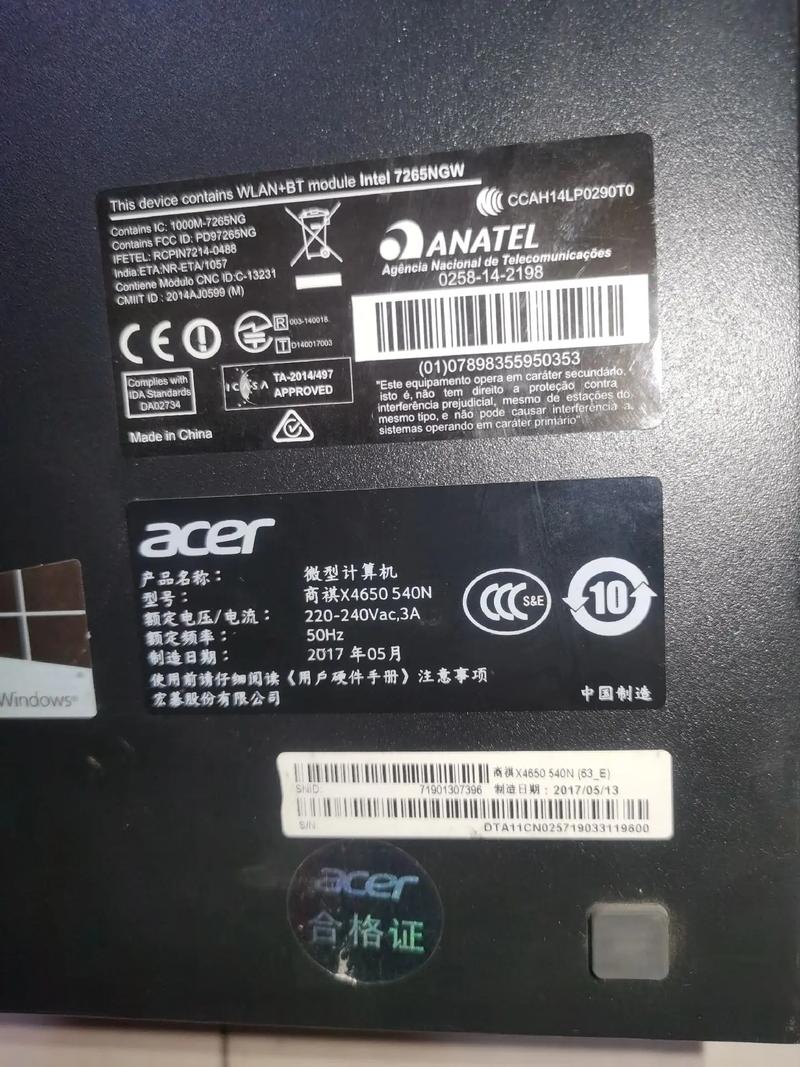 This device contains WLAN+BT module Intel 7265NGW
Contains IC: 1000M-7265NG
Contains FCC ID: PD97265NG
IFETEL: RCPIN7214-0488
India:ETA:NR-ETA/1057
Contiene Módulo CNC ID:C-13231
CMIIT ID : 2014AJ0599 (M)
CCAH14LP0290T0
ANATEL
Agência Nacional de Telecomunicações
0258-14-2198
(01)07898355950353
"Este equipamento opera em caráter secundário,
isto é, não tem direito a proteção contra
interferência prejudicial, mesmo de estações do
mesmo tipo, e não pode causar interferência a
sistemas operando em caráter primário"
CE
R 003-140018
T D140017003
Complies with
IDA Standards
DA02734
ICASA
TA-2014/497
APPROVED
Made in China
acer
产品名称： 微型计算机
型号： 商祺X4650 540N
额定电压/电流： 220-240Vac,3A
额定频率： 50Hz
制造日期： 2017 年05月
使用前请仔细阅读《用户硬件手册》注意事项
宏碁股份有限公司
CCC S&E
10
中国制造
Windows®
商祺X4650 540N (63_E)
SNID: 71901307396 制造日期：2017/05/13
S/N: DTA11CN025719033119600
acer
合格证